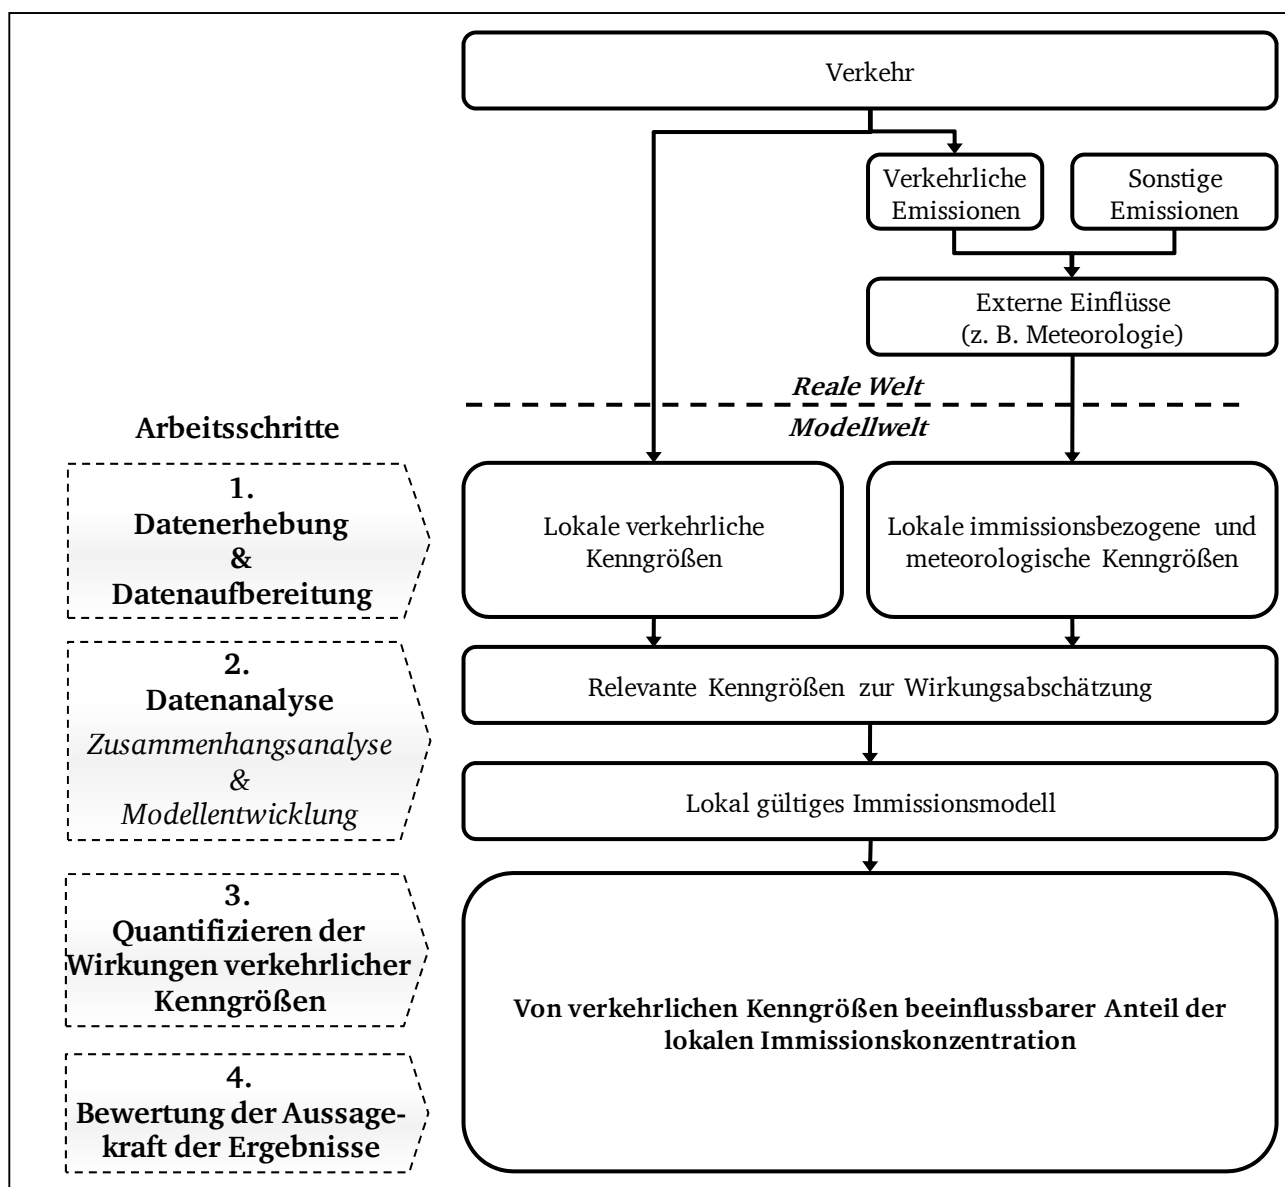 Verkehr
Verkehrliche
Emissionen
Sonstige
Emissionen
Externe Einflüsse
(z. B. Meteorologie)
Reale Welt
Modellwelt
Arbeitsschritte
1.
Datenerhebung
&
Datenaufbereitung
Lokale verkehrliche
Kenngrößen
Lokale immissionsbezogene und
meteorologische Kenngrößen
2.
Datenanalyse
Zusammenhangsanalyse
&
Modellentwicklung
Relevante Kenngrößen zur Wirkungsabschätzung
Lokal gültiges Immissionsmodell
3.
Quantifizieren der
Wirkungen verkehrlicher
Kenngrößen
Von verkehrlichen Kenngrößen beeinflussbarer Anteil der
lokalen Immissionskonzentration
4.
Bewertung der Aussage-
kraft der Ergebnisse